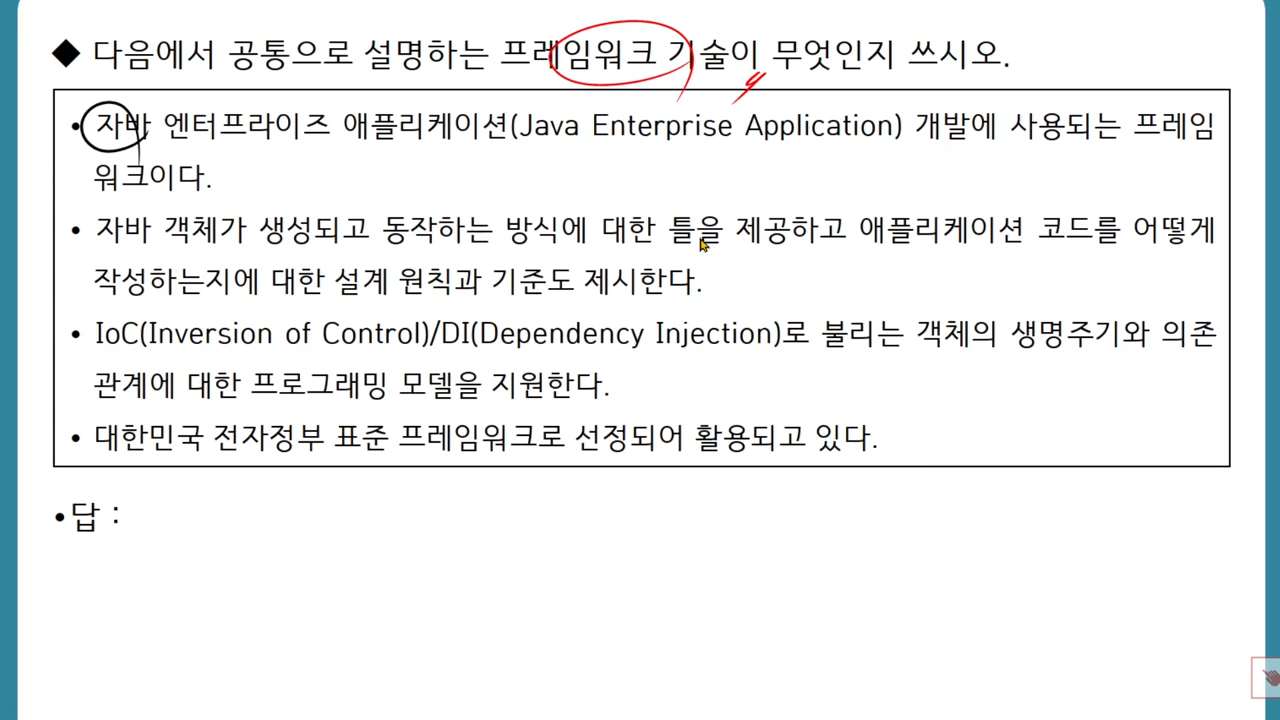 ◆ 다음에서 공통으로 설명하는 프레임워크 기술이 무엇인지 쓰시오.
• 자바 엔터프라이즈 애플리케이션(Java Enterprise Application) 개발에 사용되는 프레임
워크이다.
• 자바 객체가 생성되고 동작하는 방식에 대한 틀을 제공하고 애플리케이션 코드를 어떻게
작성하는지에 대한 설계 원칙과 기준도 제시한다.
• IoC(Inversion of Control)/DI(Dependency Injection)로 불리는 객체의 생명주기와 의존
관계에 대한 프로그래밍 모델을 지원한다.
• 대한민국 전자정부 표준 프레임워크로 선정되어 활용되고 있다.
•답 :